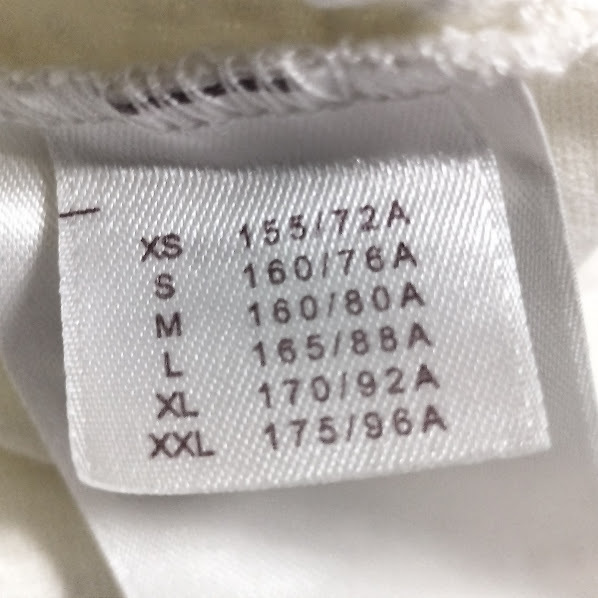 XS 155/72A
S 160/76A
M 160/80A
L 165/88A
XL 170/92A
XXL 175/96A